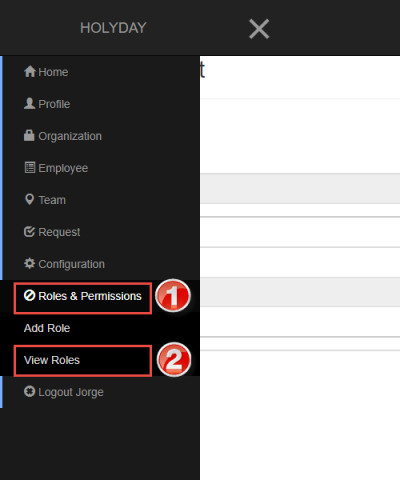 HOLYDAY
Home
Profile
Organization
Employee
Team
Request
Configuration
Roles & Permissions 1
Add Role
View Roles 2
Logout Jorge